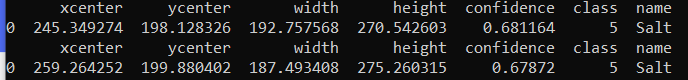 xcenter ycenter width height confidence class name
0 245.349274 198.128326 192.757568 270.542603 0.681164 5 Salt
xcenter ycenter width height confidence class name
0 259.264252 199.880402 187.493408 275.260315 0.67872 5 Salt